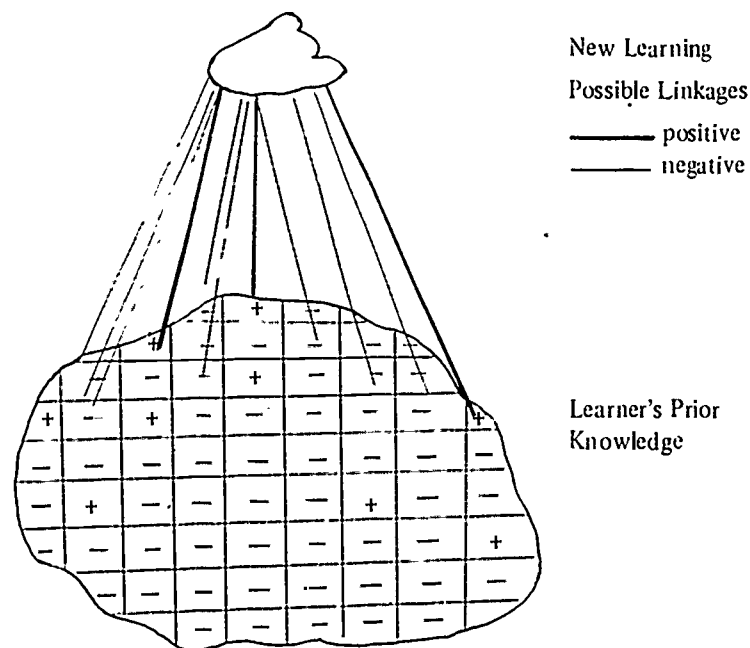 New Learning
Possible Linkages
positive
negative
Learner's Prior
Knowledge